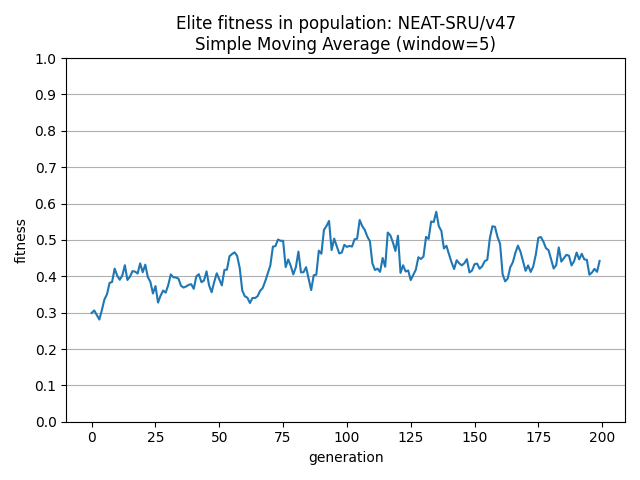 Elite fitness in population: NEAT-SRU/v47
Simple Moving Average (window=5)
1.0
0.9
0.8
0.7
0.6
0.5
0.4
0.3
0.2
0.1
0.0
fitness
0 25 50 75 100 125 150 175 200
generation